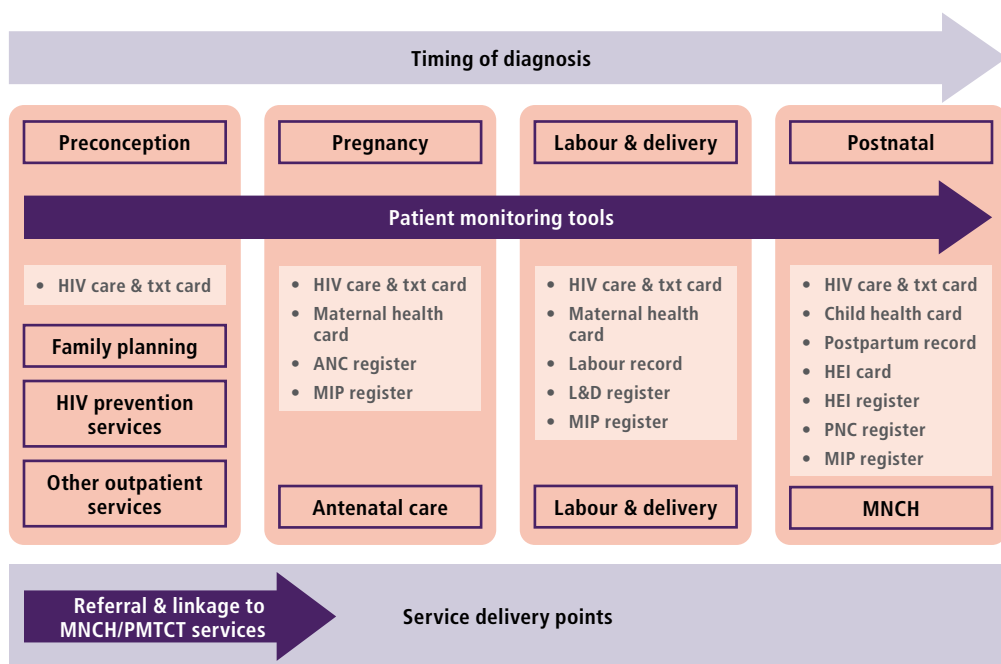 Timing of diagnosis
Preconception
Pregnancy
Labour & delivery
Postnatal
Patient monitoring tools
• HIV care & txt card
Family planning
HIV prevention
services
Other outpatient
services
• HIV care & txt card
• Maternal health
card
• ANC register
• MIP register
Antenatal care
• HIV care & txt card
• Maternal health
card
• Labour record
• L&D register
• MIP register
Labour & delivery
• HIV care & txt card
• Child health card
• Postpartum record
• HEI card
• HEI register
• PNC register
• MIP register
MNCH
Referral & linkage to
MNCH/PMTCT services
Service delivery points